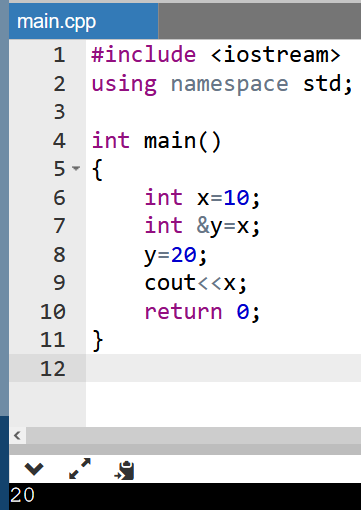 main.cpp
1 #include <iostream>
2 using namespace std;
3
4 int main()
5 {
6     int x=10;
7     int &y=x;
8     y=20;
9     cout<<x;
10     return 0;
11 }
12
20